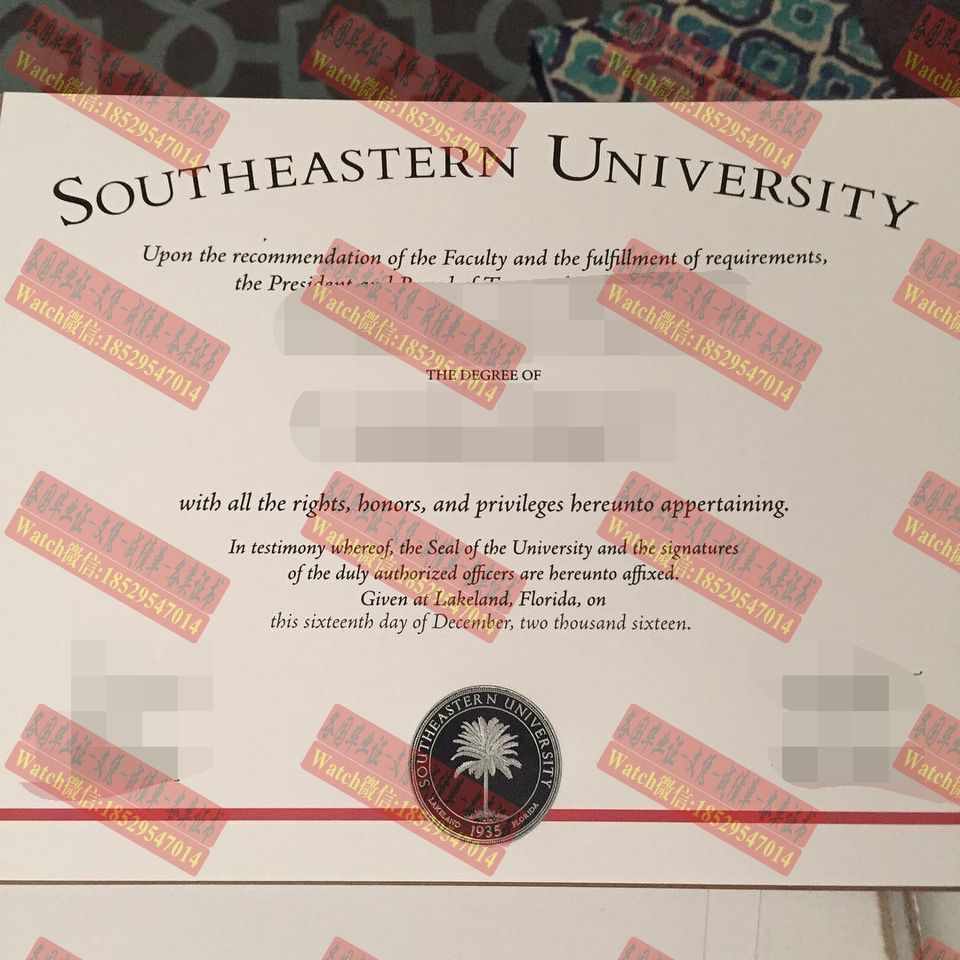 SOUTHEASTERN UNIVERSITY
Upon the recommendation of the Faculty and the fulfillment of requirements,
the President and Board of
THE DEGREE OF
with all the rights, honors, and privileges hereunto appertaining.
In testimony whereof, the Seal of the University and the signatures
of the duly authorized officers are hereunto affixed.
Given at Lakeland, Florida, on
this sixteenth day of December, two thousand sixteen.
SOUTHEASTERN UNIVERSITY
LAKELAND 1935 FLORIDA
Watch微信:18529547014